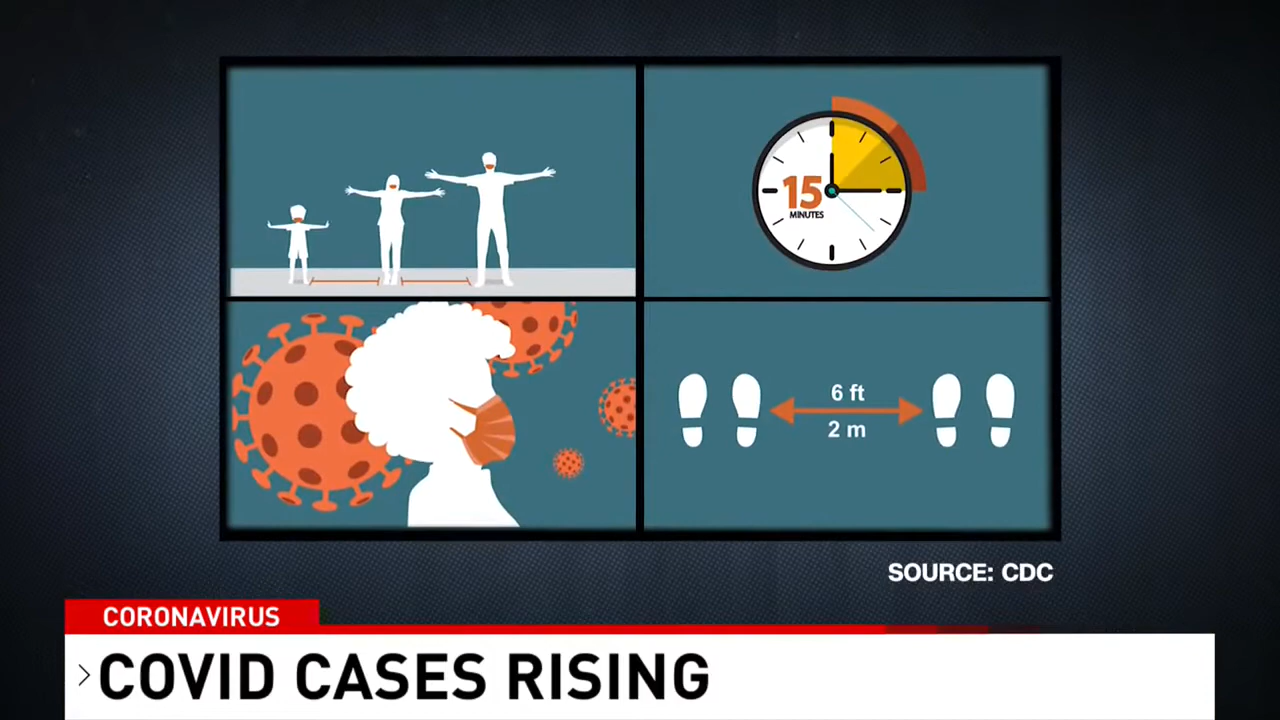 15
MINUTES
6 ft
2 m
SOURCE: CDC
CORONAVIRUS
COVID CASES RISING